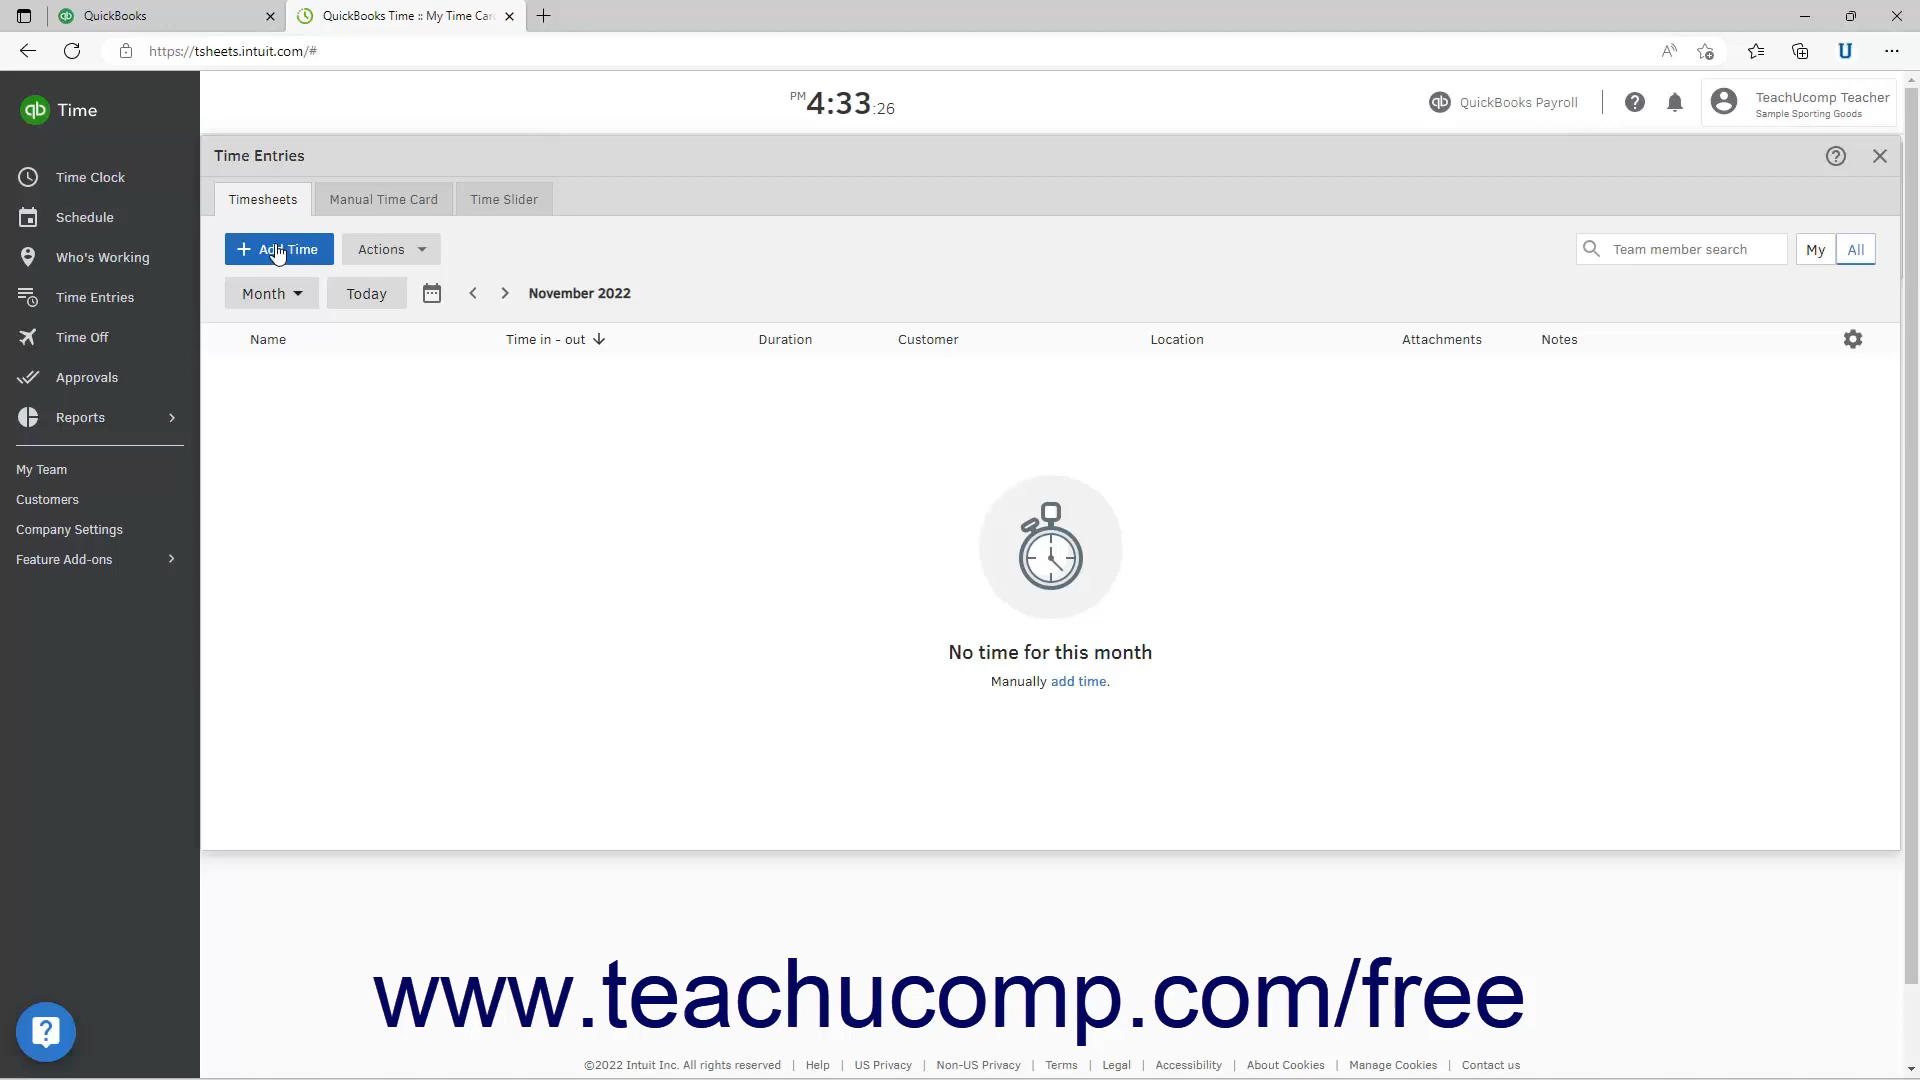 QuickBooks
QuickBooks Time :: My Time Car
https://tsheets.intuit.com/#
qb Time
PM 4:33:26
qb QuickBooks Payroll
TeachUcomp Teacher
Sample Sporting Goods
Time Clock
Schedule
Who's Working
Time Entries
Time Off
Approvals
Reports
My Team
Customers
Company Settings
Feature Add-ons
Time Entries
Timesheets
Manual Time Card
Time Slider
Add Time
Actions
Team member search
My
All
Month
Today
November 2022
Name
Time in - out
Duration
Customer
Location
Attachments
Notes
No time for this month
Manually add time.
www.teachucomp.com/free
©2022 Intuit Inc. All rights reserved | Help | US Privacy | Non-US Privacy | Terms | Legal | Accessibility | About Cookies | Manage Cookies | Contact us